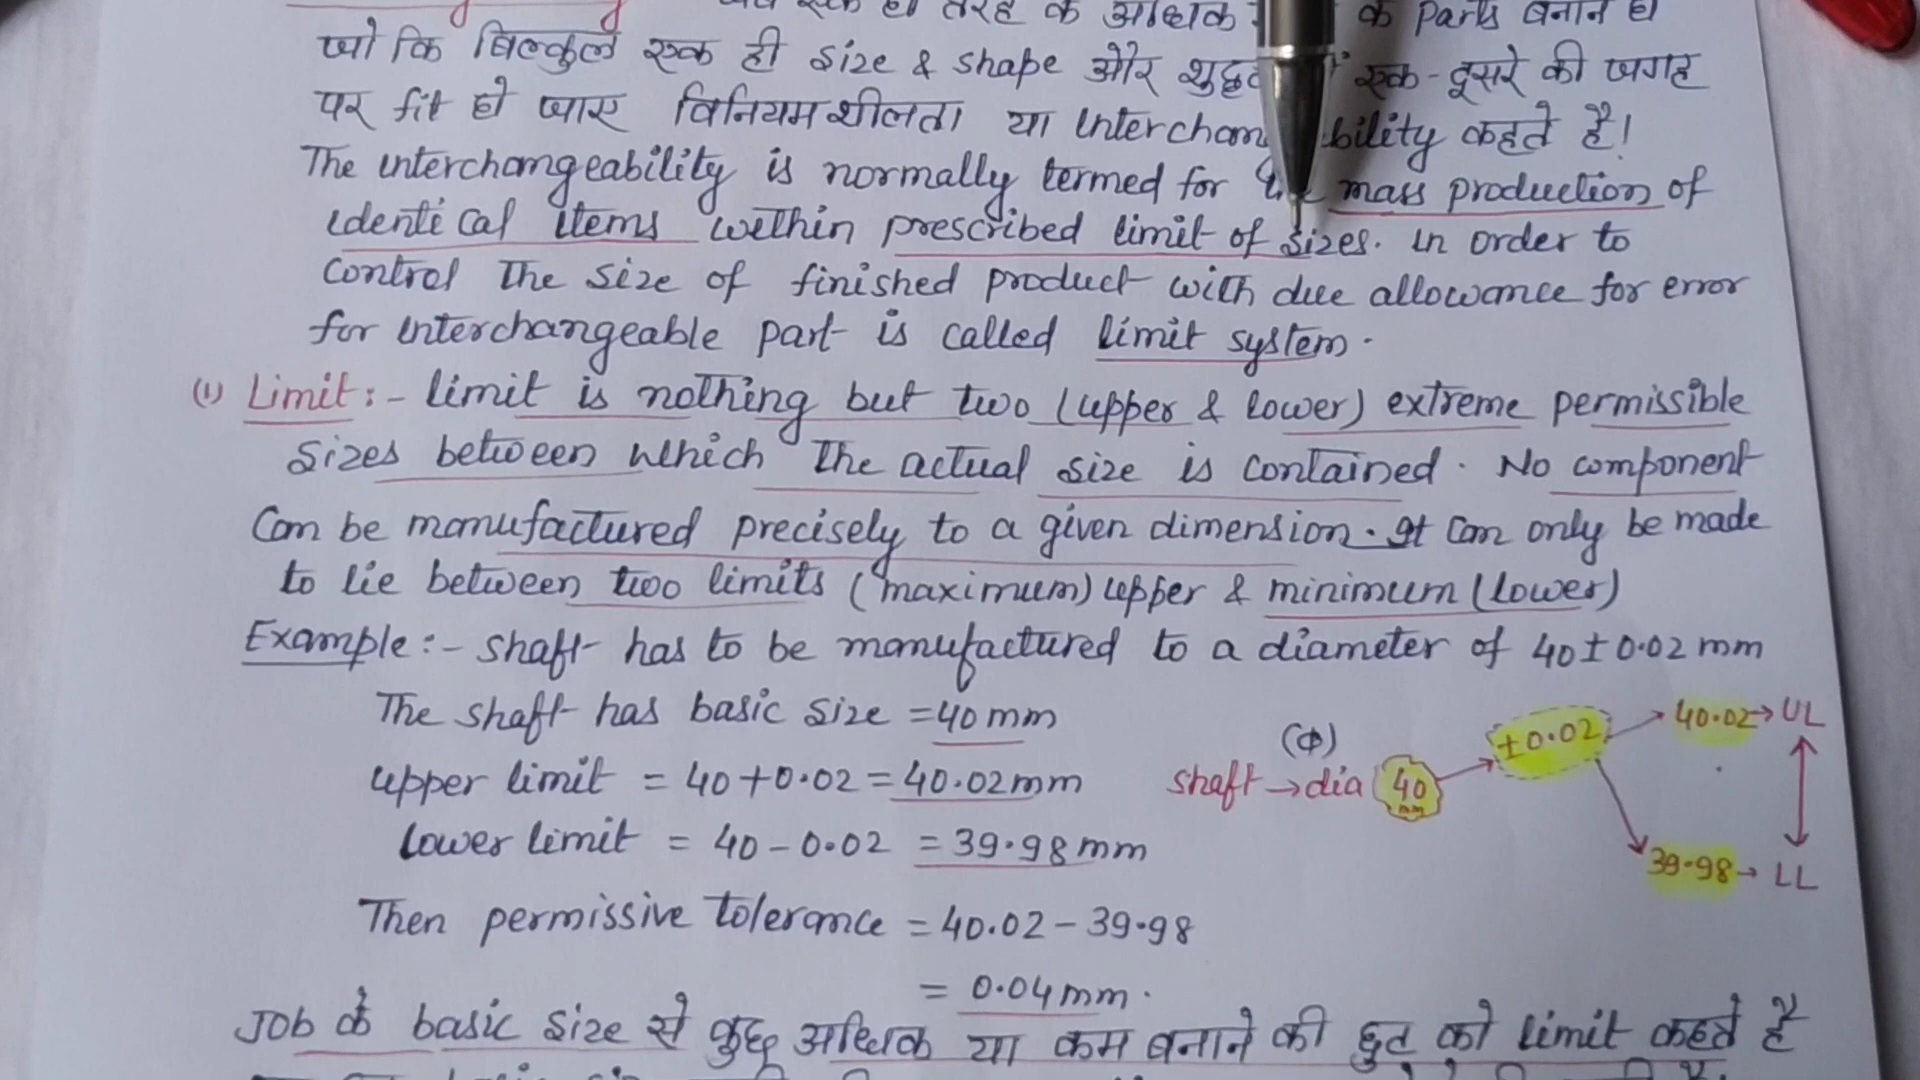 के Parts बनाने हो
जो कि बिल्कुल एक ही size & shape और एक-दूसरे की जगह
पर fit हो जाए विनियमशीलता या कहते है।
The interchangeability is normally termed for mass production of
identical items within prescribed limit of sizes. In order to
Control The size of finished product with due allowance for error
for interchangeable part is called limit system.
(1) Limit:- limit is nothing but two (upper & lower) extreme permissible
sizes between which The actual size is contained. No component
Can be manufactured precisely to a given dimension. It can only be made
to lie between two limits (maximum) upper & minimum (lower)
Example:- shaft has to be manufactured to a diameter of 40±0.02 mm
The shaft has basic size =40mm
upper limit = 40+0.02 = 40.02mm
lower limit = 40-0.02 = 39.98mm
Then permissive tolerance = 40.02-39.98
= 0.04mm.
(Φ)
shaft→dia 40 mm ±0.02 40.02→UL
39.98→LL
Job के basic size से कुछ अधिक या कम बनाने की छुट को limit कहते है